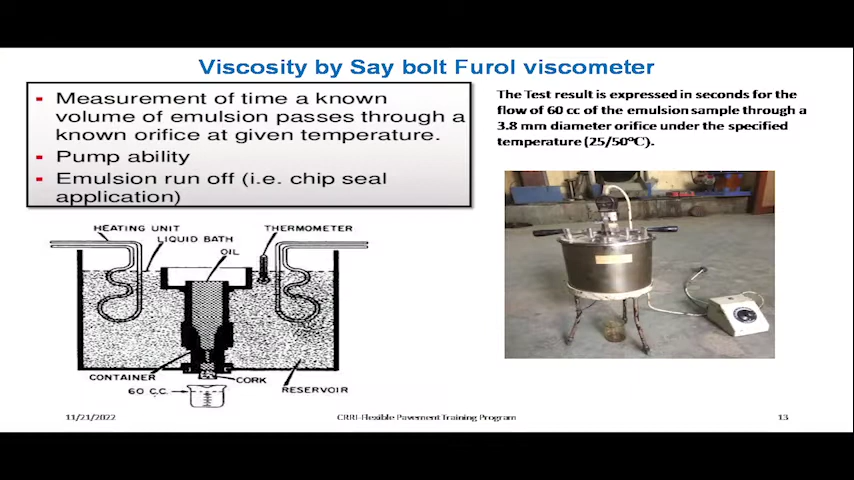 Viscosity by Say bolt Furol viscometer
▪ Measurement of time a known
volume of emulsion passes through a
known orifice at given temperature.
▪ Pump ability
▪ Emulsion run off (i.e. chip seal
application)
The Test result is expressed in seconds for the
flow of 60 cc of the emulsion sample through a
3.8 mm diameter orifice under the specified
temperature (25/50°C).
HEATING UNIT
LIQUID BATH
OIL
THERMOMETER
CONTAINER
CORK
RESERVOIR
60 C.C.
11/21/2022
CRRI-Flexible Pavement Training Program
13